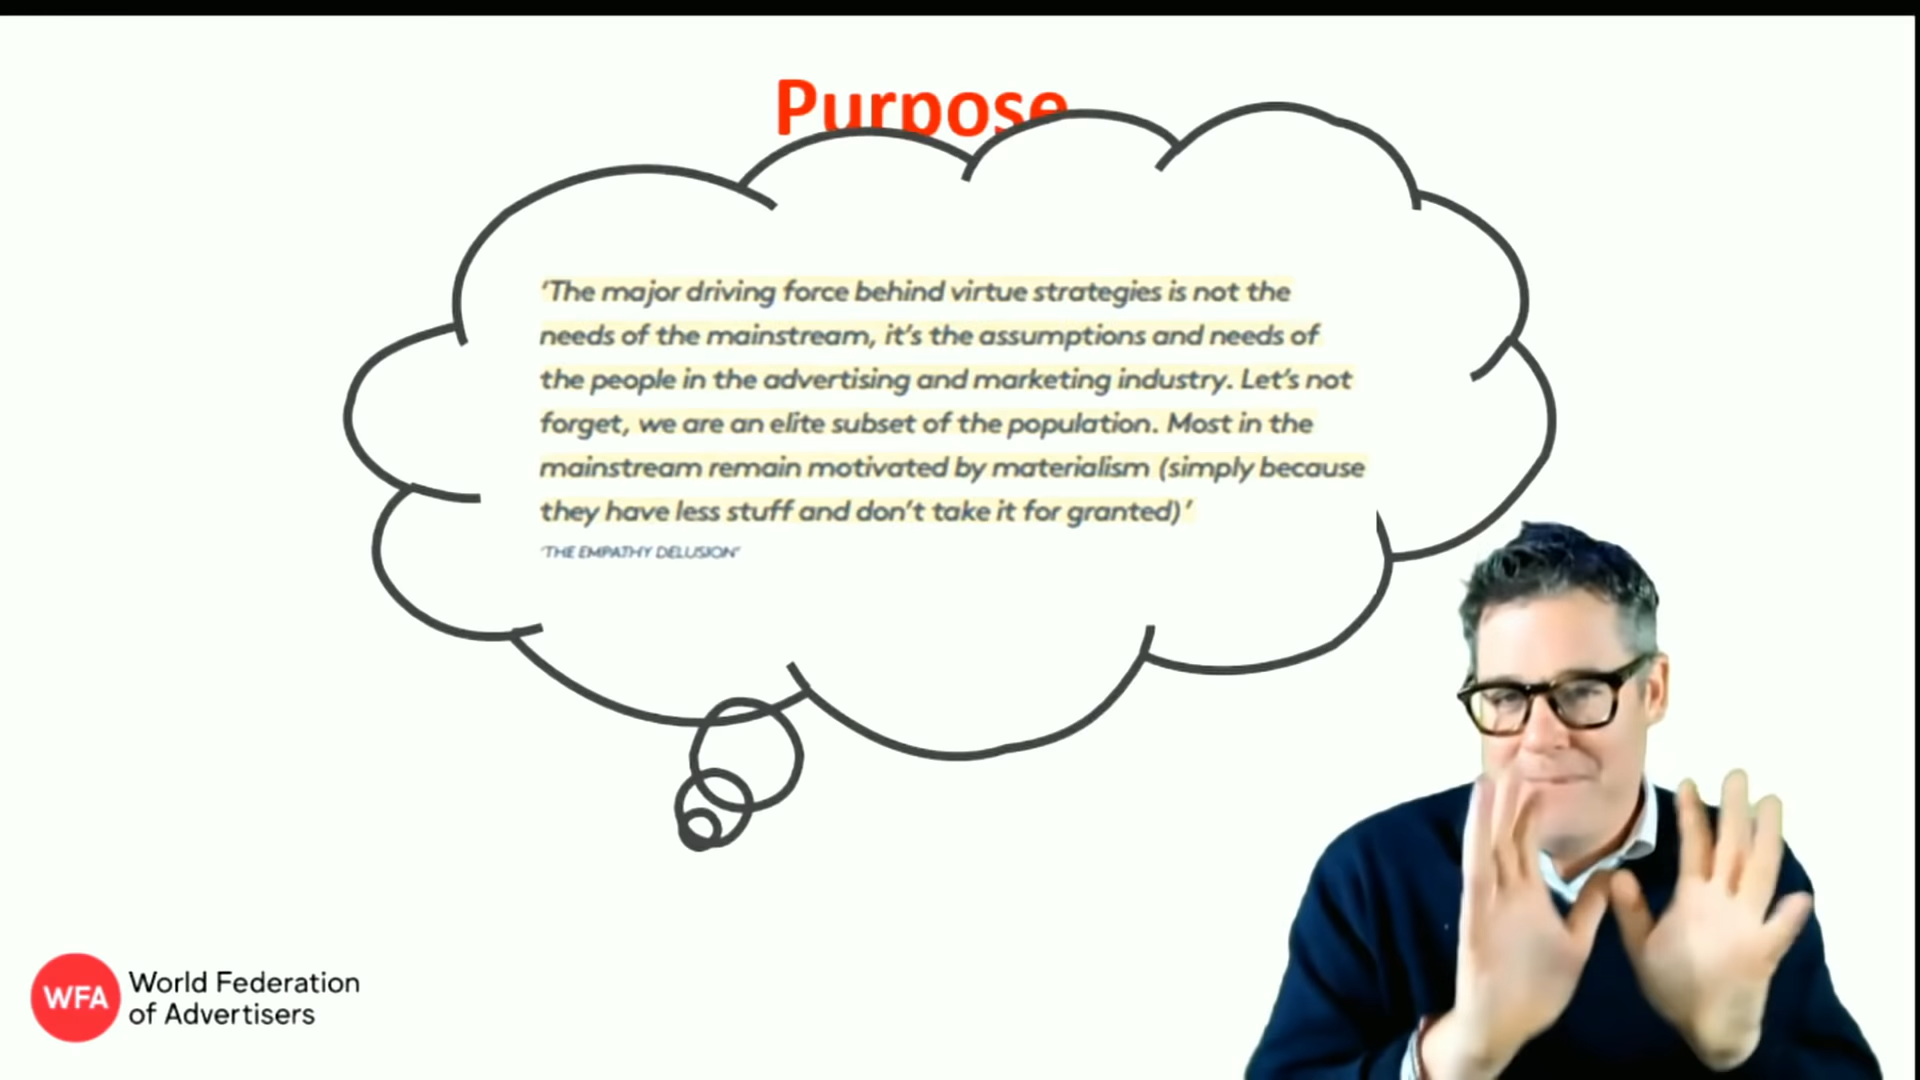 Purpose
‘The major driving force behind virtue strategies is not the
needs of the mainstream, it’s the assumptions and needs of
the people in the advertising and marketing industry. Let’s not
forget, we are an elite subset of the population. Most in the
mainstream remain motivated by materialism (simply because
they have less stuff and don’t take it for granted)’
‘THE EMPATHY DELUSION’
WFA
World Federation
of Advertisers